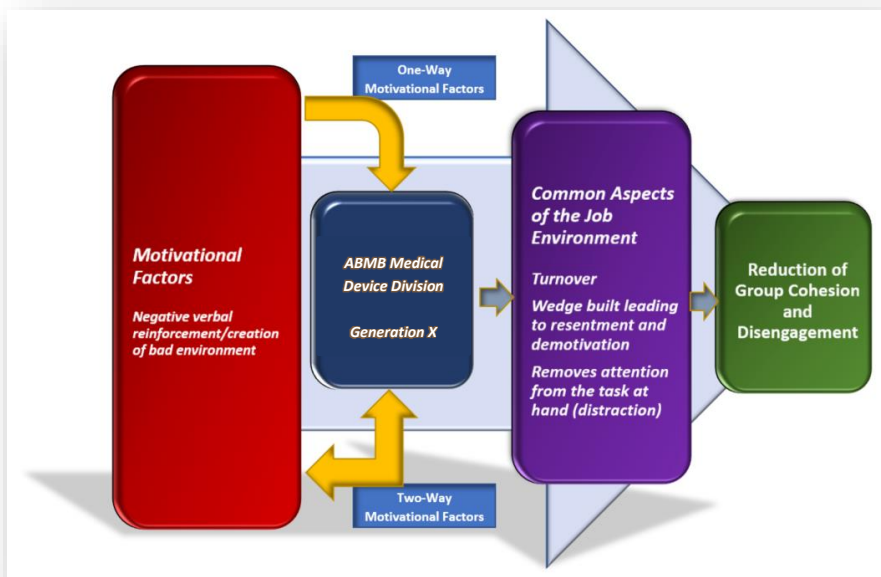 One-Way
Motivational Factors
Motivational
Factors
Negative verbal
reinforcement/creation
of bad environment
ABMB Medical
Device Division
Generation X
Common Aspects
of the Job
Environment
Turnover
Wedge built leading
to resentment and
demotivation
Removes attention
from the task at
hand (distraction)
Reduction of
Group Cohesion
and
Disengagement
Two-Way
Motivational Factors